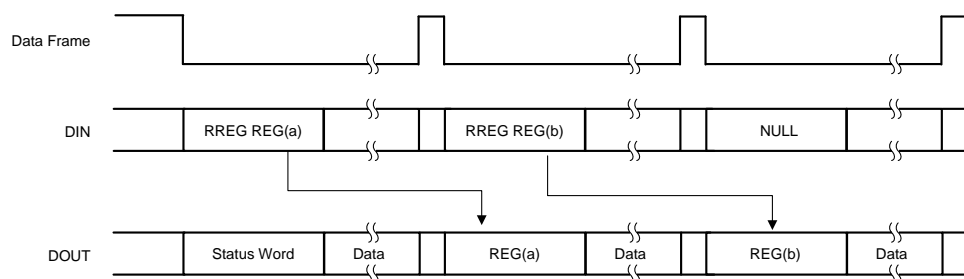 Data Frame
DIN
RREG REG(a)
RREG REG(b)
NULL
DOUT
Status Word
Data
REG(a)
Data
REG(b)
Data